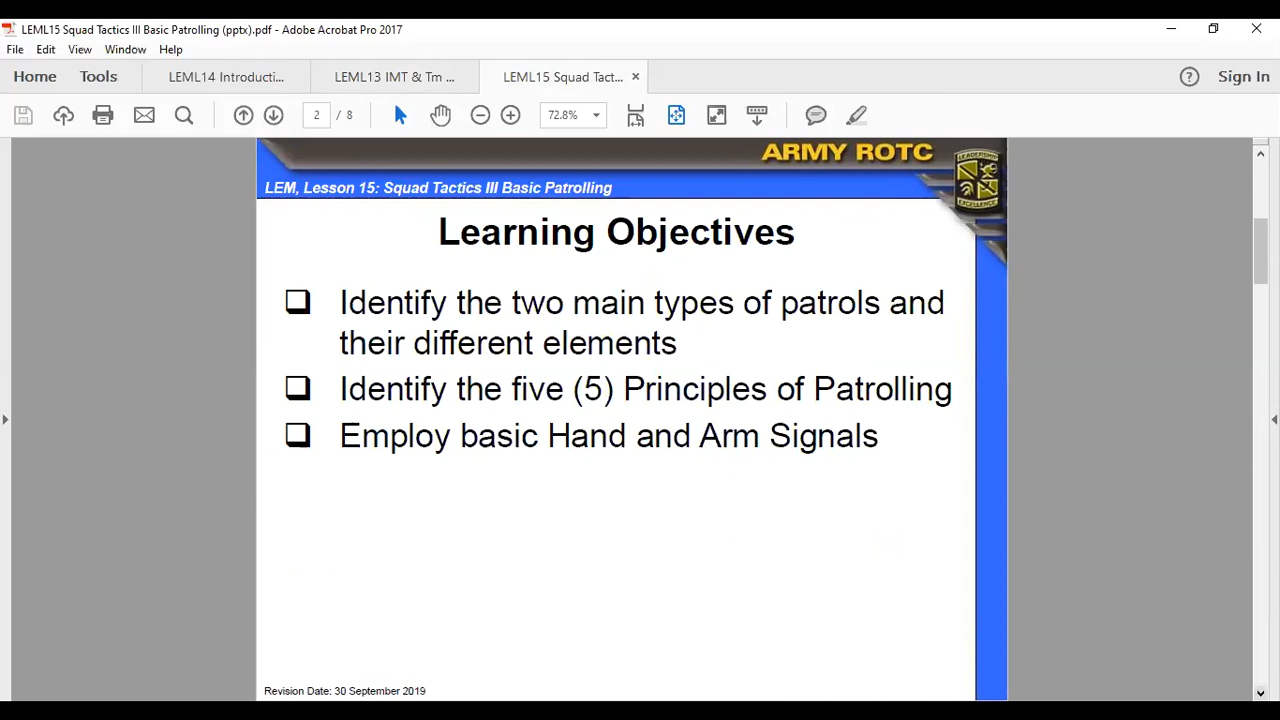 LEML15 Squad Tactics III Basic Patrolling (pptx).pdf - Adobe Acrobat Pro 2017
File Edit View Window Help
Home Tools LEML14 Introducti... LEML13 IMT & Tm ... LEML15 Squad Tact... × Sign In
2 / 8 72.8%
ARMY ROTC
LEADERSHIP
EXCELLENCE
LEM, Lesson 15: Squad Tactics III Basic Patrolling
Learning Objectives
Identify the two main types of patrols and
their different elements
Identify the five (5) Principles of Patrolling
Employ basic Hand and Arm Signals
Revision Date: 30 September 2019